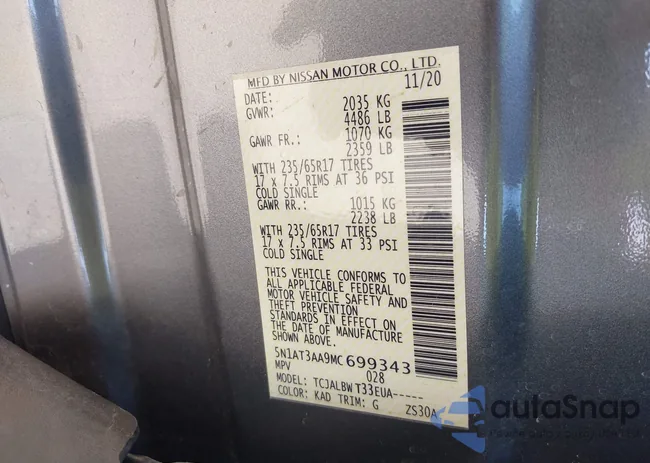 MFD BY NISSAN MOTOR CO., LTD.
DATE: 11/20
GVWR: 2035 KG
4486 LB
GAWR FR.: 1070 KG
2359 LB
WITH 235/65R17 TIRES
17 x 7.5 RIMS AT 36 PSI
COLD SINGLE
GAWR RR.: 1015 KG
2238 LB
WITH 235/65R17 TIRES
17 x 7.5 RIMS AT 33 PSI
COLD SINGLE
THIS VEHICLE CONFORMS TO
ALL APPLICABLE FEDERAL
MOTOR VEHICLE SAFETY AND
THEFT PREVENTION
STANDARDS IN EFFECT ON
THE DATE OF MANUFACTURE
SHOWN ABOVE.
5N1AT3AA9MC699343
MPV 028
MODEL: TCJALBW T33EUA-----
COLOR: KAD TRIM: G ZS30A
autoSnap